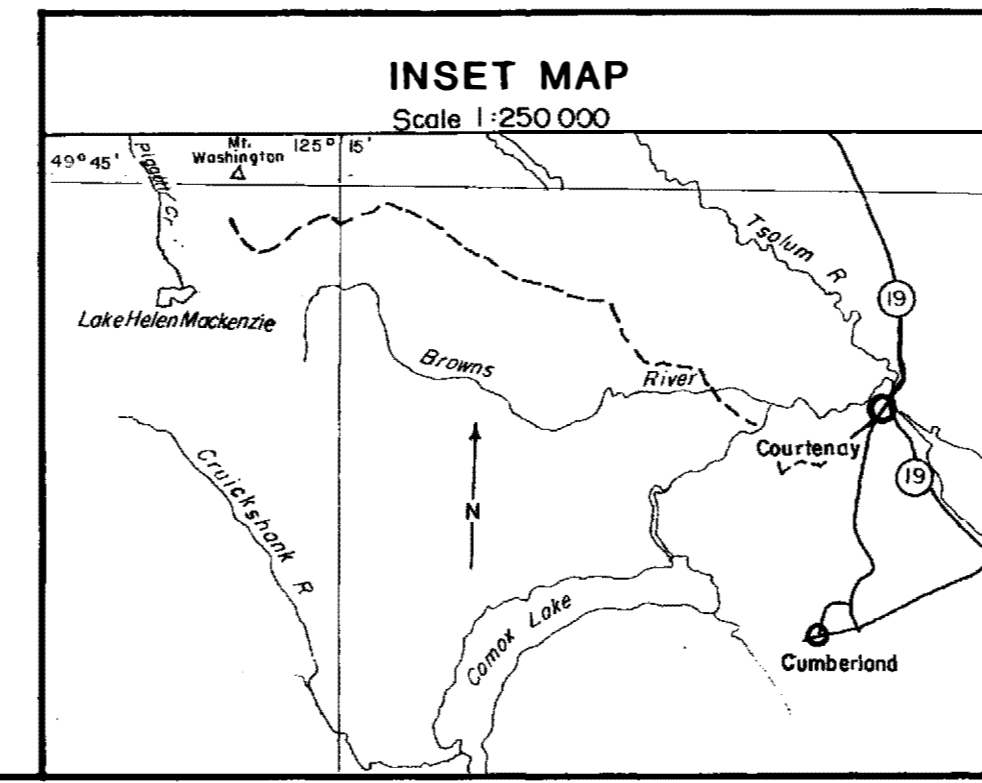 INSET MAP
Scale 1:250 000
49° 45'
Piggott Cr
Mt.
Washington
125° 15'
Tsolum R
19
Lake Helen Mackenzie
Browns
River
Courtenay
19
Cruickshank R
N
Comox Lake
Cumberland